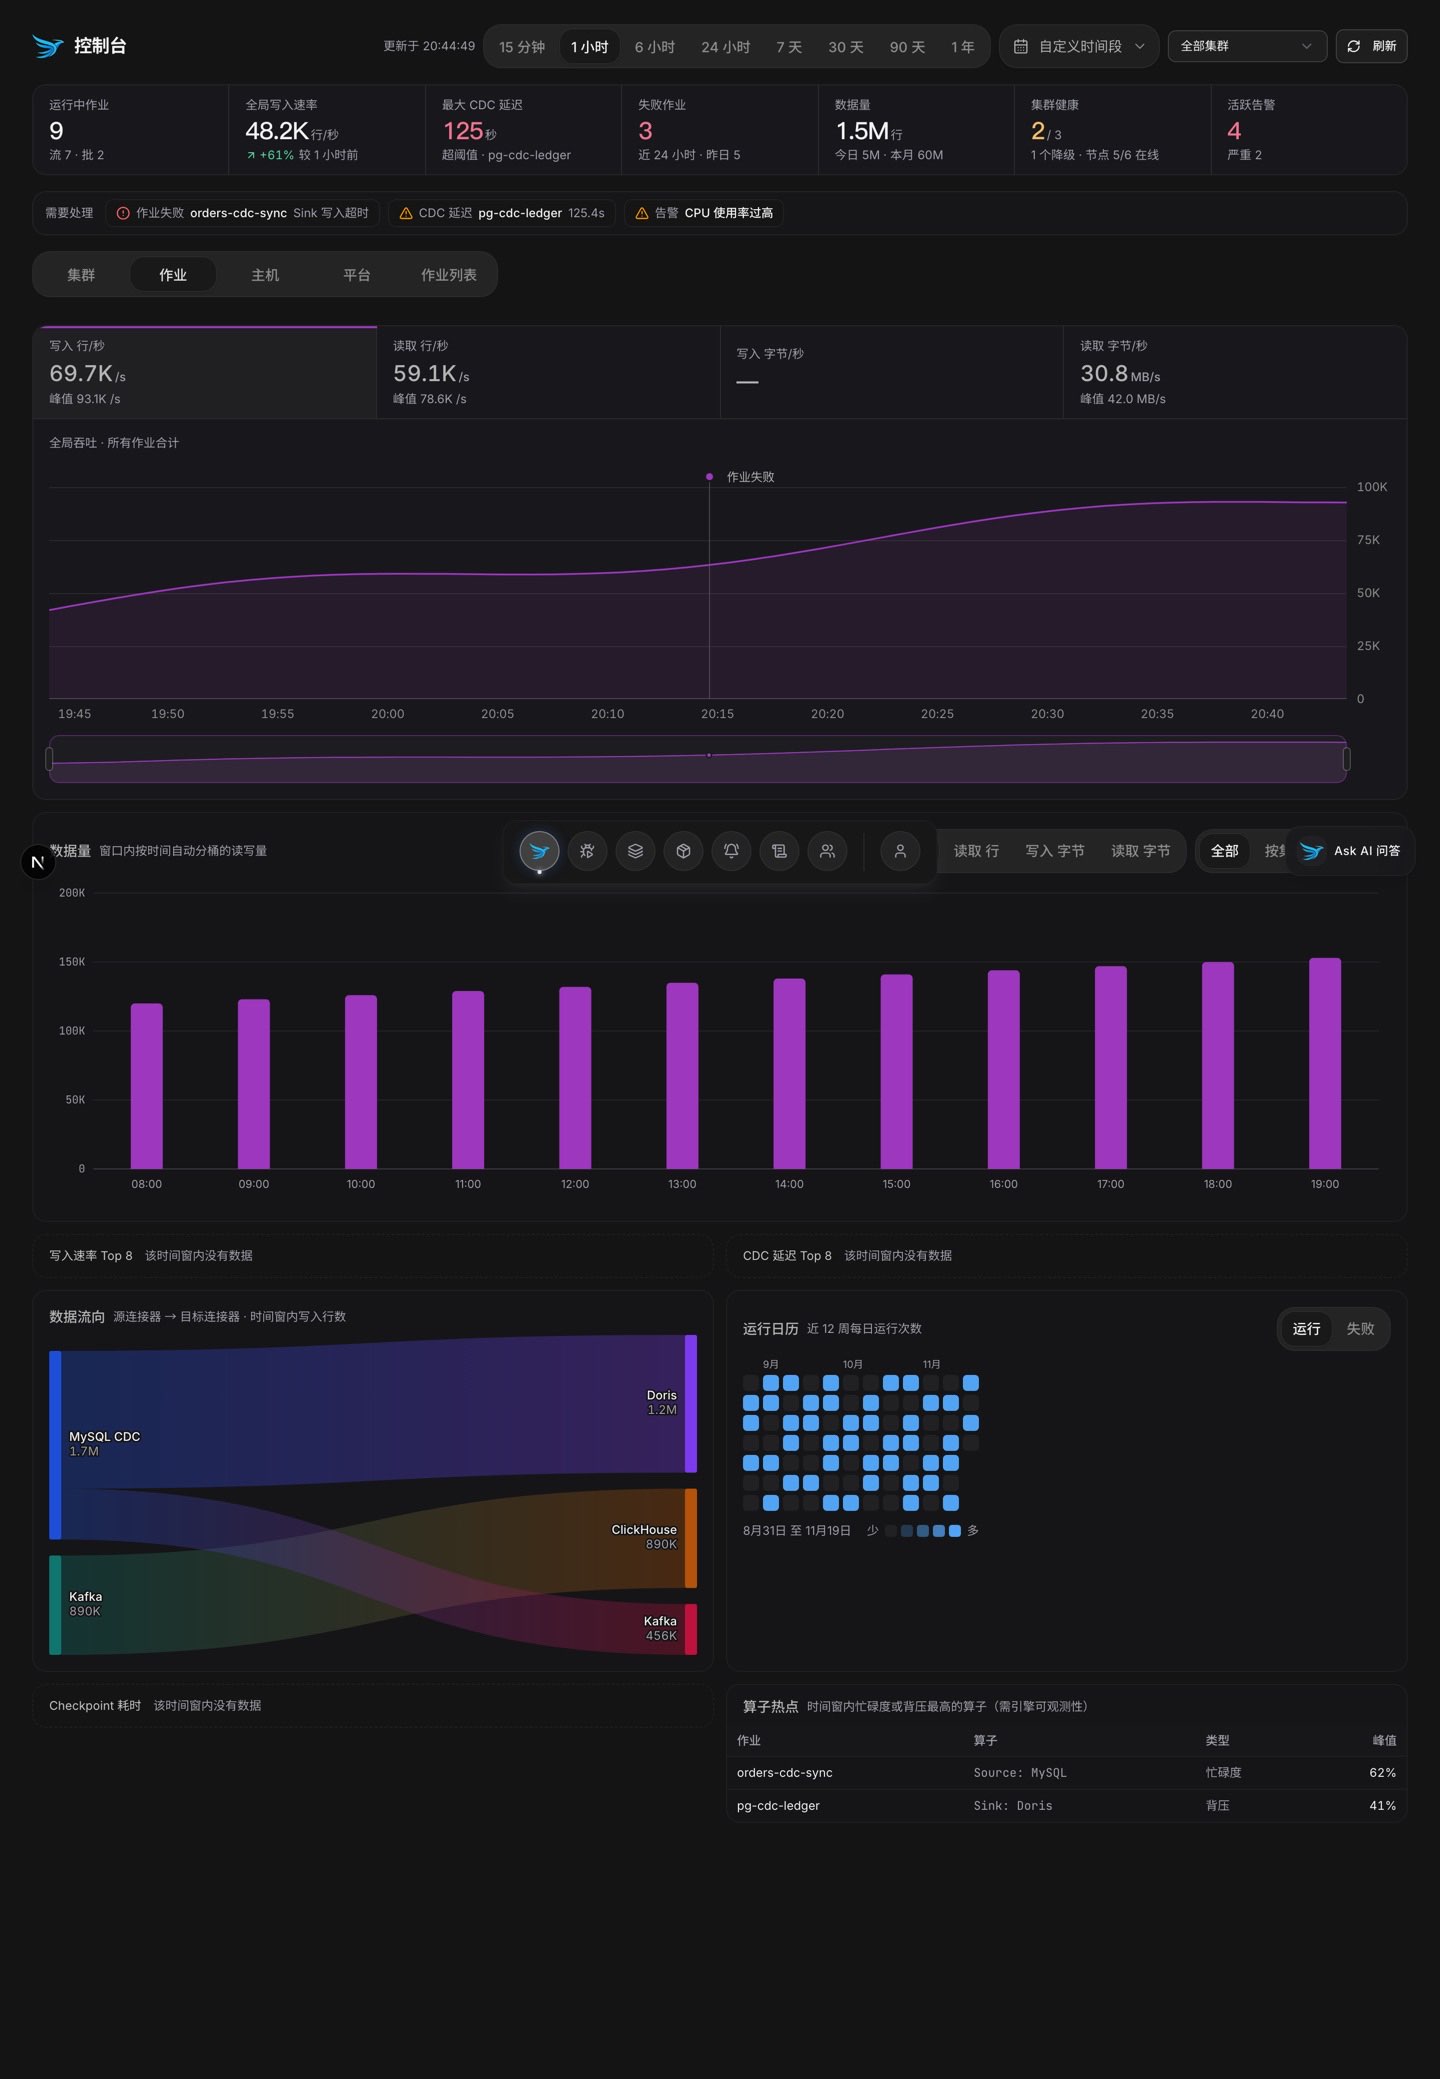 控制台
更新于 20:44:49
15 分钟 1 小时 6 小时 24 小时 7 天 30 天 90 天 1 年
自定义时间段
全部集群
刷新
运行中作业
9
流 7 · 批 2
全局写入速率
48.2K 行/秒
+61% 较 1 小时前
最大 CDC 延迟
125 秒
超阈值 · pg-cdc-ledger
失败作业
3
近 24 小时 · 昨日 5
数据量
1.5M 行
今日 5M · 本月 60M
集群健康
2 / 3
1 个降级 · 节点 5/6 在线
活跃告警
4
严重 2
需要处理 作业失败 orders-cdc-sync Sink 写入超时 CDC 延迟 pg-cdc-ledger 125.4s 告警 CPU 使用率过高
集群 作业 主机 平台 作业列表
写入 行/秒
69.7K /s
峰值 93.1K /s
读取 行/秒
59.1K /s
峰值 78.6K /s
写入 字节/秒
—
读取 字节/秒
30.8 MB/s
峰值 42.0 MB/s
全局吞吐 · 所有作业合计
作业失败
100K
75K
50K
25K
0
19:45 19:50 19:55 20:00 20:05 20:10 20:15 20:20 20:25 20:30 20:35 20:40
N
数据量 窗口内按时间自动分桶的读写量
读取 行 写入 字节 读取 字节
全部 按集
Ask AI 问答
200K
150K
100K
50K
0
08:00 09:00 10:00 11:00 12:00 13:00 14:00 15:00 16:00 17:00 18:00 19:00
写入速率 Top 8 该时间窗内没有数据
CDC 延迟 Top 8 该时间窗内没有数据
数据流向 源连接器 → 目标连接器 · 时间窗内写入行数
MySQL CDC
1.7M
Kafka
890K
Doris
1.2M
ClickHouse
890K
Kafka
456K
运行日历 近 12 周每日运行次数
运行 失败
9月 10月 11月
8月31日 至 11月19日 少 多
Checkpoint 耗时 该时间窗内没有数据
算子热点 时间窗内忙碌度或背压最高的算子（需引擎可观测性）
作业 算子 类型 峰值
orders-cdc-sync Source: MySQL 忙碌度 62%
pg-cdc-ledger Sink: Doris 背压 41%